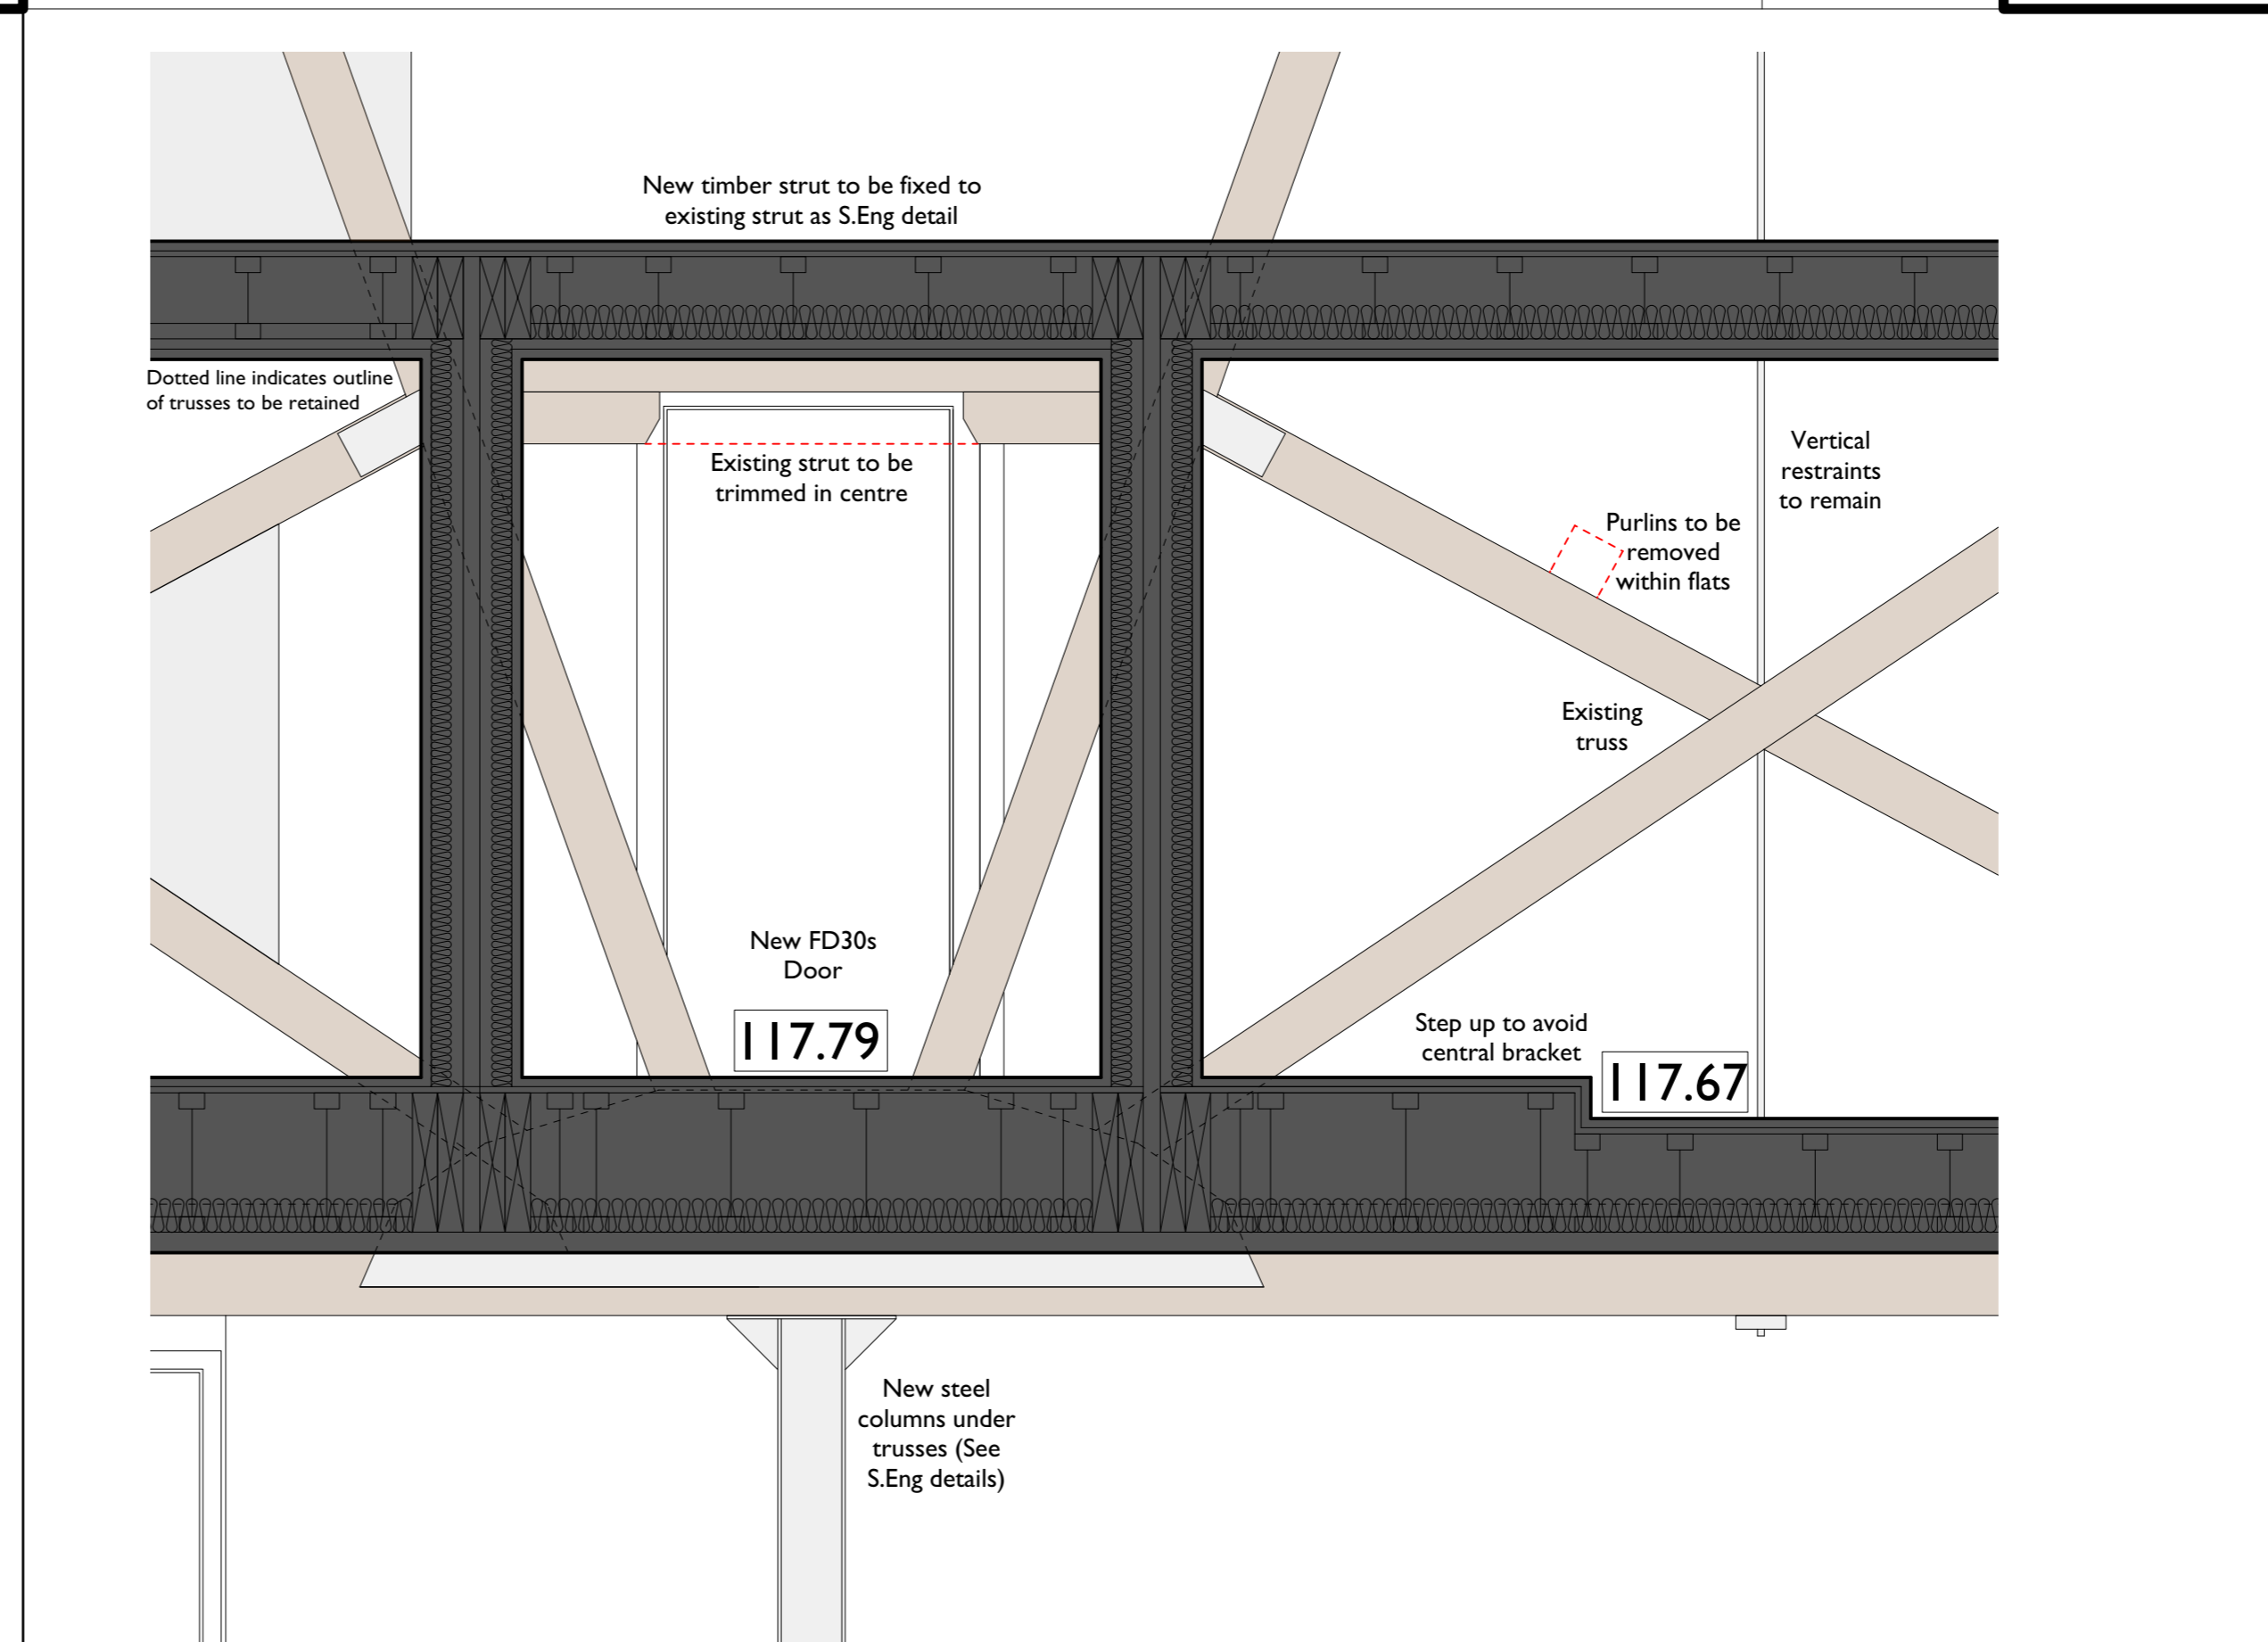 New timber strut to be fixed to
existing strut as S.Eng detail
Dotted line indicates outline
of trusses to be retained
Existing strut to be
trimmed in centre
Vertical
restraints
to remain
Purlins to be
removed
within flats
Existing
truss
New FD30s
Door
117.79
Step up to avoid
central bracket
117.67
New steel
columns under
trusses (See
S.Eng details)